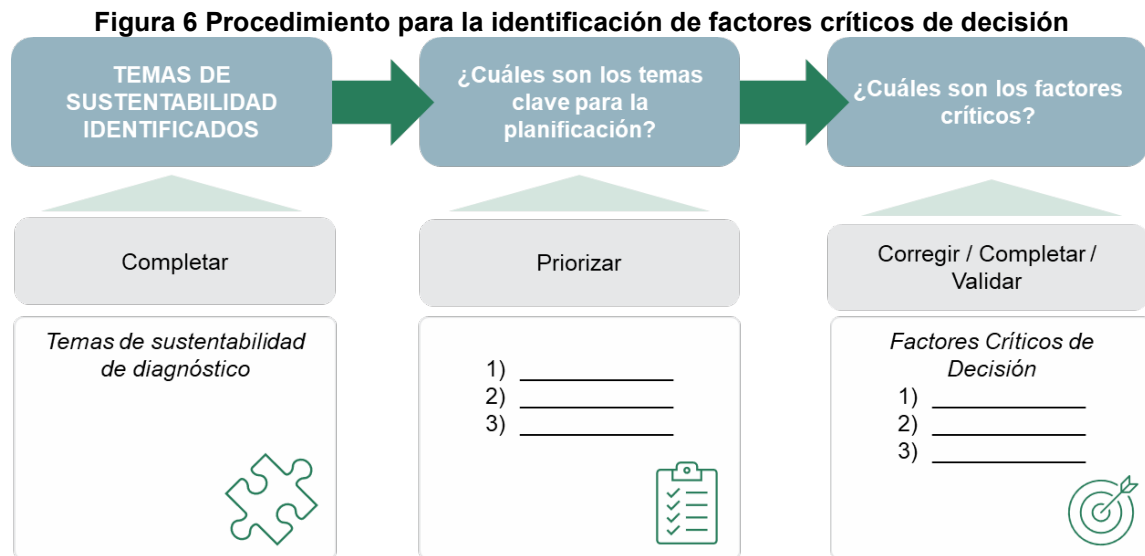 Figura 6 Procedimiento para la identificación de factores críticos de decisión
TEMAS DE
SUSTENTABILIDAD
IDENTIFICADOS
¿Cuáles son los temas
clave para la
planificación?
¿Cuáles son los factores
críticos?
Completar
Priorizar
Corregir / Completar /
Validar
Temas de sustentabilidad
de diagnóstico
1) ____________
2) ____________
3) ____________
Factores Críticos de
Decisión
1) ____________
2) ____________
3) ____________